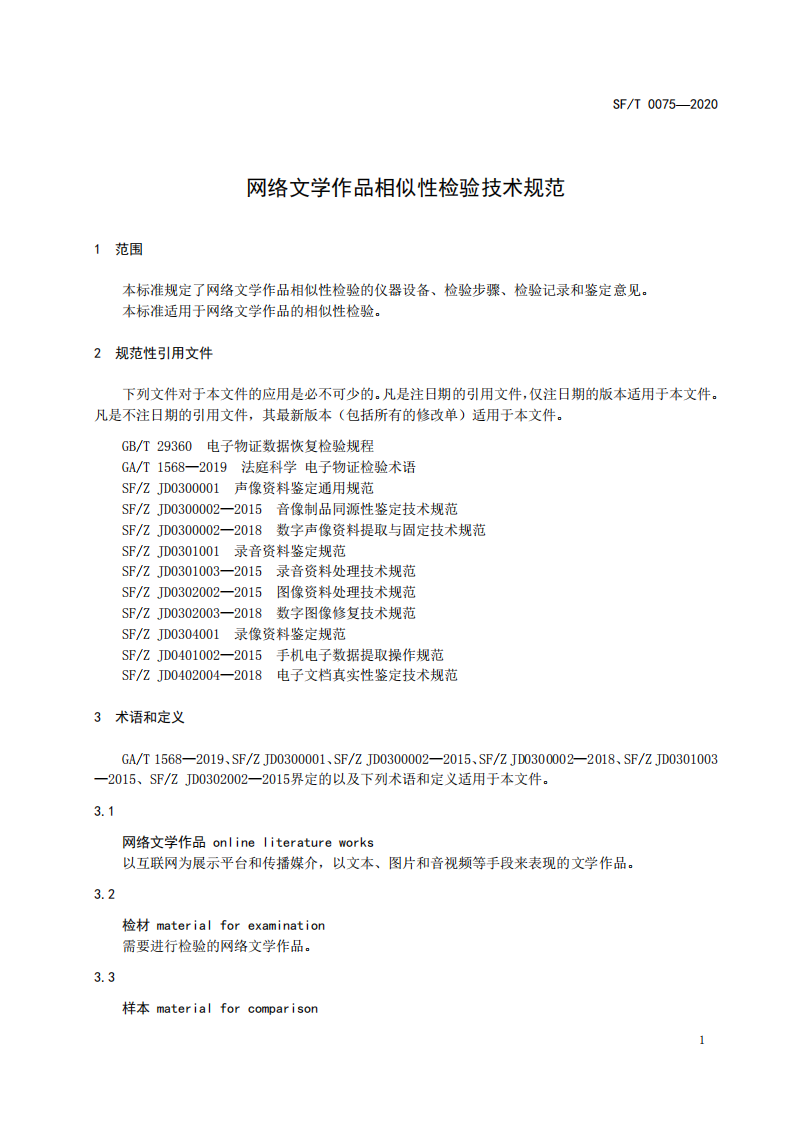 SF/T 0075—2020
网络文学作品相似性检验技术规范
1 范围
本标准规定了网络文学作品相似性检验的仪器设备、检验步骤、检验记录和鉴定意见。
本标准适用于网络文学作品的相似性检验。
2 规范性引用文件
下列文件对于本文件的应用是必不可少的。凡是注日期的引用文件,仅注日期的版本适用于本文件。
凡是不注日期的引用文件，其最新版本（包括所有的修改单）适用于本文件。
GB/T 29360 电子物证数据恢复检验规程
GA/T 1568—2019 法庭科学 电子物证检验术语
SF/Z JD0300001 声像资料鉴定通用规范
SF/Z JD0300002—2015 音像制品同源性鉴定技术规范
SF/Z JD0300002—2018 数字声像资料提取与固定技术规范
SF/Z JD0301001 录音资料鉴定规范
SF/Z JD0301003—2015 录音资料处理技术规范
SF/Z JD0302002—2015 图像资料处理技术规范
SF/Z JD0302003—2018 数字图像修复技术规范
SF/Z JD0304001 录像资料鉴定规范
SF/Z JD0401002—2015 手机电子数据提取操作规范
SF/Z JD0402004—2018 电子文档真实性鉴定技术规范
3 术语和定义
GA/T 1568—2019、SF/Z JD0300001、SF/Z JD0300002—2015、SF/Z JD0300002—2018、SF/Z JD0301003
—2015、SF/Z JD0302002—2015界定的以及下列术语和定义适用于本文件。
3.1
网络文学作品 online literature works
以互联网为展示平台和传播媒介，以文本、图片和音视频等手段来表现的文学作品。
3.2
检材 material for examination
需要进行检验的网络文学作品。
3.3
样本 material for comparison
1